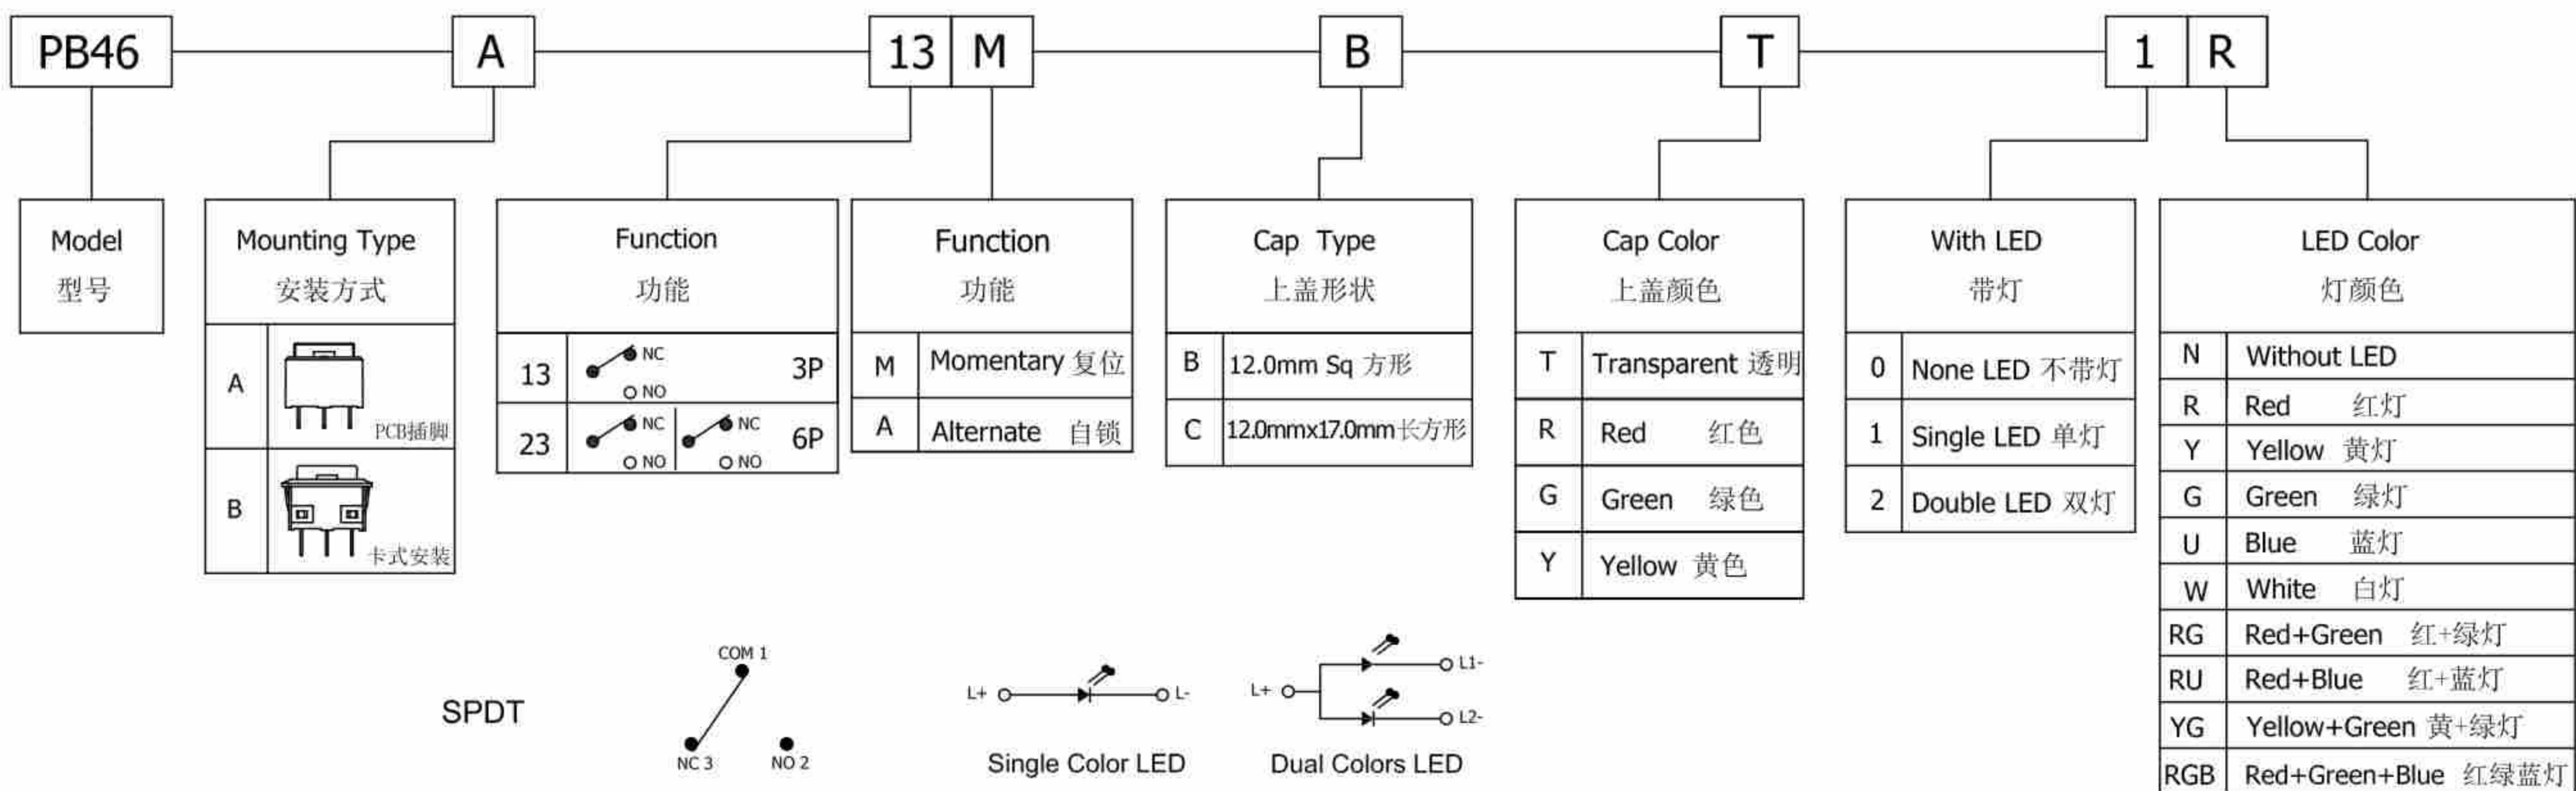 PB46 A 13 M B T 1 R
Model
型号
Mounting Type
安装方式
A
PCB插脚
B
卡式安装
Function
功能
13 NC NO 3P
23 NC NO NC NO 6P
Function
功能
M Momentary 复位
A Alternate 自锁
Cap Type
上盖形状
B 12.0mm Sq 方形
C 12.0mmx17.0mm长方形
Cap Color
上盖颜色
T Transparent 透明
R Red 红色
G Green 绿色
Y Yellow 黄色
With LED
带灯
0 None LED 不带灯
1 Single LED 单灯
2 Double LED 双灯
LED Color
灯颜色
N Without LED
R Red 红灯
Y Yellow 黄灯
G Green 绿灯
U Blue 蓝灯
W White 白灯
RG Red+Green 红+绿灯
RU Red+Blue 红+蓝灯
YG Yellow+Green 黄+绿灯
RGB Red+Green+Blue 红绿蓝灯
SPDT
COM 1
NC 3 NO 2
L+ L-
Single Color LED
L+ L1-
L2-
Dual Colors LED